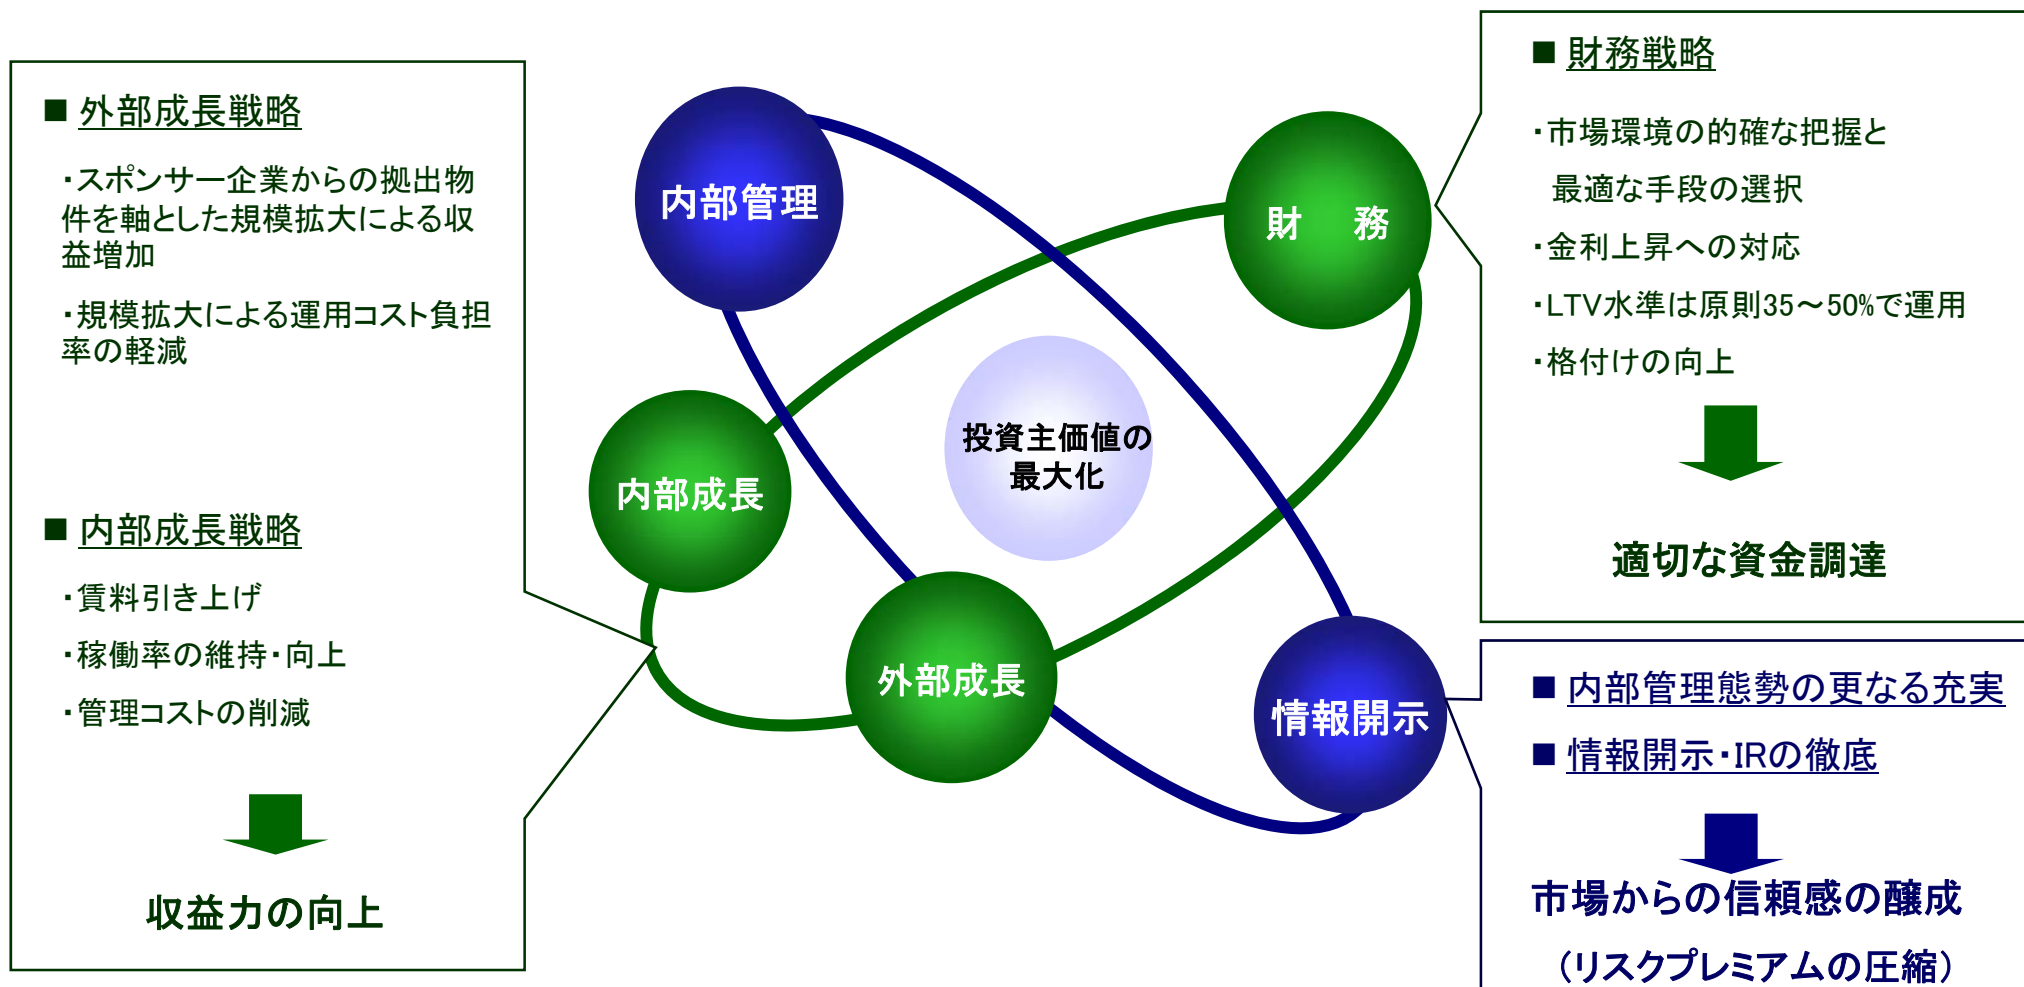 ■ 外部成長戦略
・スポンサー企業からの拠出物
件を軸とした規模拡大による収
益増加
・規模拡大による運用コスト負担
率の軽減
■ 内部成長戦略
・賃料引き上げ
・稼働率の維持・向上
・管理コストの削減
収益力の向上
内部管理
財　務
投資主価値の
最大化
内部成長
外部成長
情報開示
■ 財務戦略
・市場環境の的確な把握と
最適な手段の選択
・金利上昇への対応
・LTV水準は原則35～50%で運用
・格付けの向上
適切な資金調達
■ 内部管理態勢の更なる充実
■ 情報開示・IRの徹底
市場からの信頼感の醸成
（リスクプレミアムの圧縮）